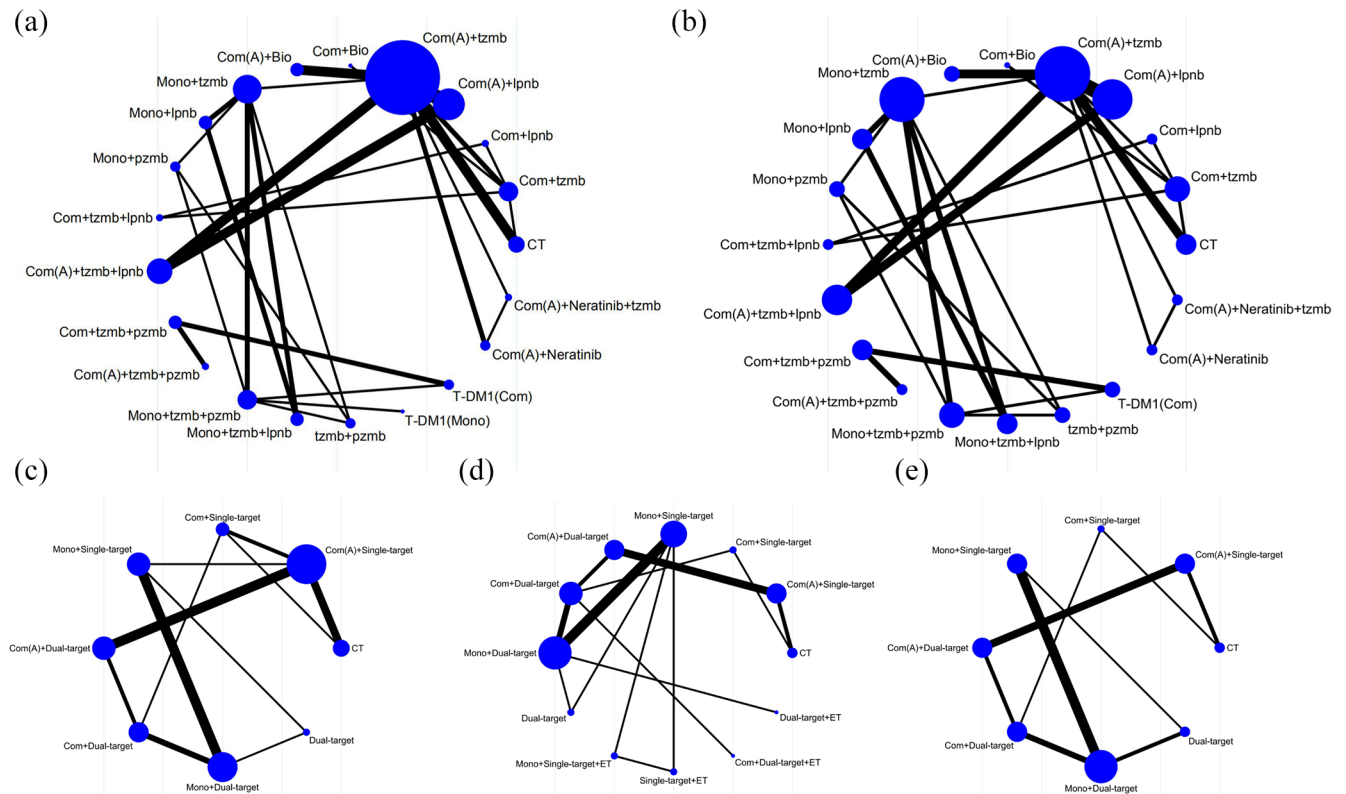 (a)
Com(A)+tzmb
Com+Bio
Com(A)+Bio
Mono+tzmb
Com(A)+lpnb
Mono+lpnb
Com+lpnb
Mono+pzmb
Com+tzmb
Com+tzmb+lpnb
CT
Com(A)+tzmb+lpnb
Com(A)+Neratinib+tzmb
Com+tzmb+pzmb
Com(A)+Neratinib
Com(A)+tzmb+pzmb
T-DM1(Com)
Mono+tzmb+pzmb
T-DM1(Mono)
Mono+tzmb+lpnb
tzmb+pzmb
(b)
Com(A)+tzmb
Com+Bio
Com(A)+Bio
Mono+tzmb
Com(A)+lpnb
Mono+lpnb
Com+lpnb
Mono+pzmb
Com+tzmb
Com+tzmb+lpnb
CT
Com(A)+tzmb+lpnb
Com(A)+Neratinib+tzmb
Com+tzmb+pzmb
Com(A)+Neratinib
Com(A)+tzmb+pzmb
T-DM1(Com)
Mono+tzmb+pzmb
tzmb+pzmb
Mono+tzmb+lpnb
(c)
Com+Single-target
Mono+Single-target
Com(A)+Single-target
Com(A)+Dual-target
CT
Com+Dual-target
Dual-target
Mono+Dual-target
(d)
Mono+Single-target
Com(A)+Dual-target
Com+Single-target
Com+Dual-target
Com(A)+Single-target
Mono+Dual-target
CT
Dual-target
Dual-target+ET
Mono+Single-target+ET
Com+Dual-target+ET
Single-target+ET
(e)
Com+Single-target
Mono+Single-target
Com(A)+Single-target
Com(A)+Dual-target
CT
Com+Dual-target
Dual-target
Mono+Dual-target